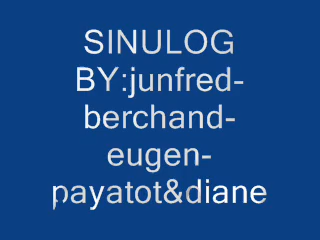 SINULOG
BY:junfred-
berchand-
eugen-
payatot&diane